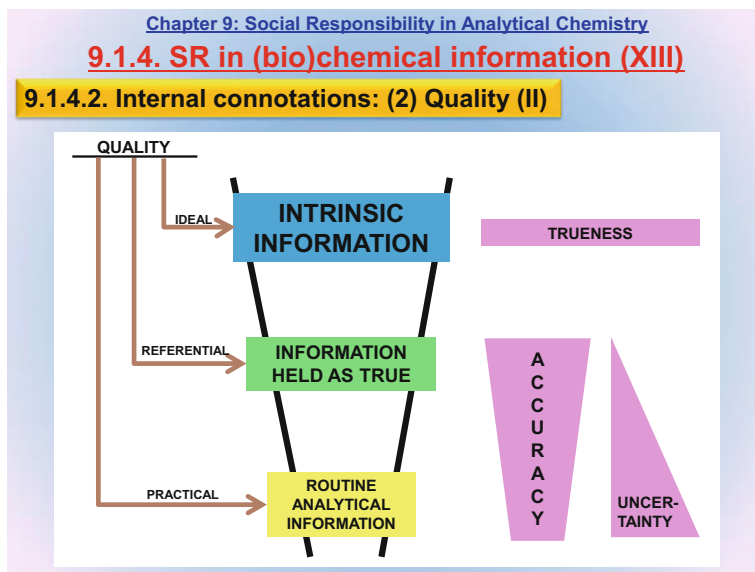 Chapter 9: Social Responsibility in Analytical Chemistry
9.1.4. SR in (bio)chemical information (XIII)
9.1.4.2. Internal connotations: (2) Quality (II)
QUALITY
IDEAL
INTRINSIC
INFORMATION
TRUENESS
REFERENTIAL
INFORMATION
HELD AS TRUE
PRACTICAL
ROUTINE
ANALYTICAL
INFORMATION
A
C
C
U
R
A
C
Y
UNCER-
TAINTY